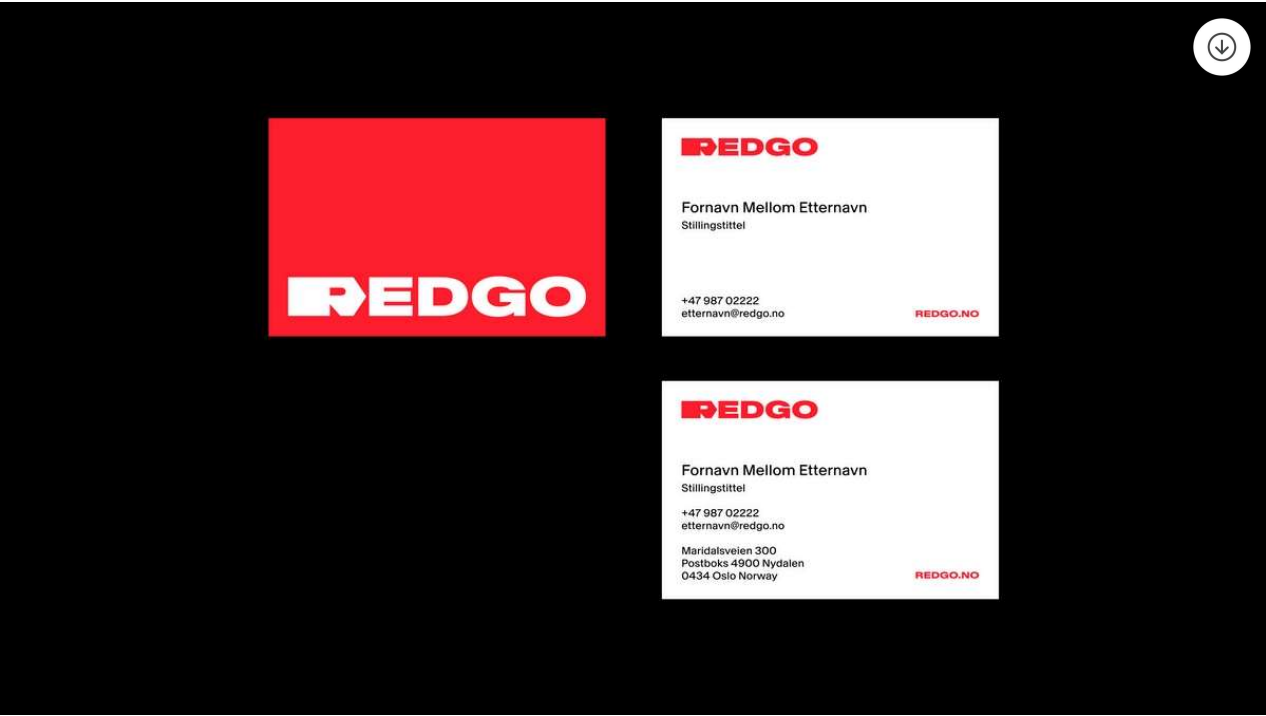 REDGO
REDGO
Fornavn Mellom Etternavn
Stillingstittel
+47 987 02222
etternavn@redgo.no
REDGO.NO
REDGO
Fornavn Mellom Etternavn
Stillingstittel
+47 987 02222
etternavn@redgo.no
Maridalsveien 300
Postboks 4900 Nydalen
0434 Oslo Norway
REDGO.NO